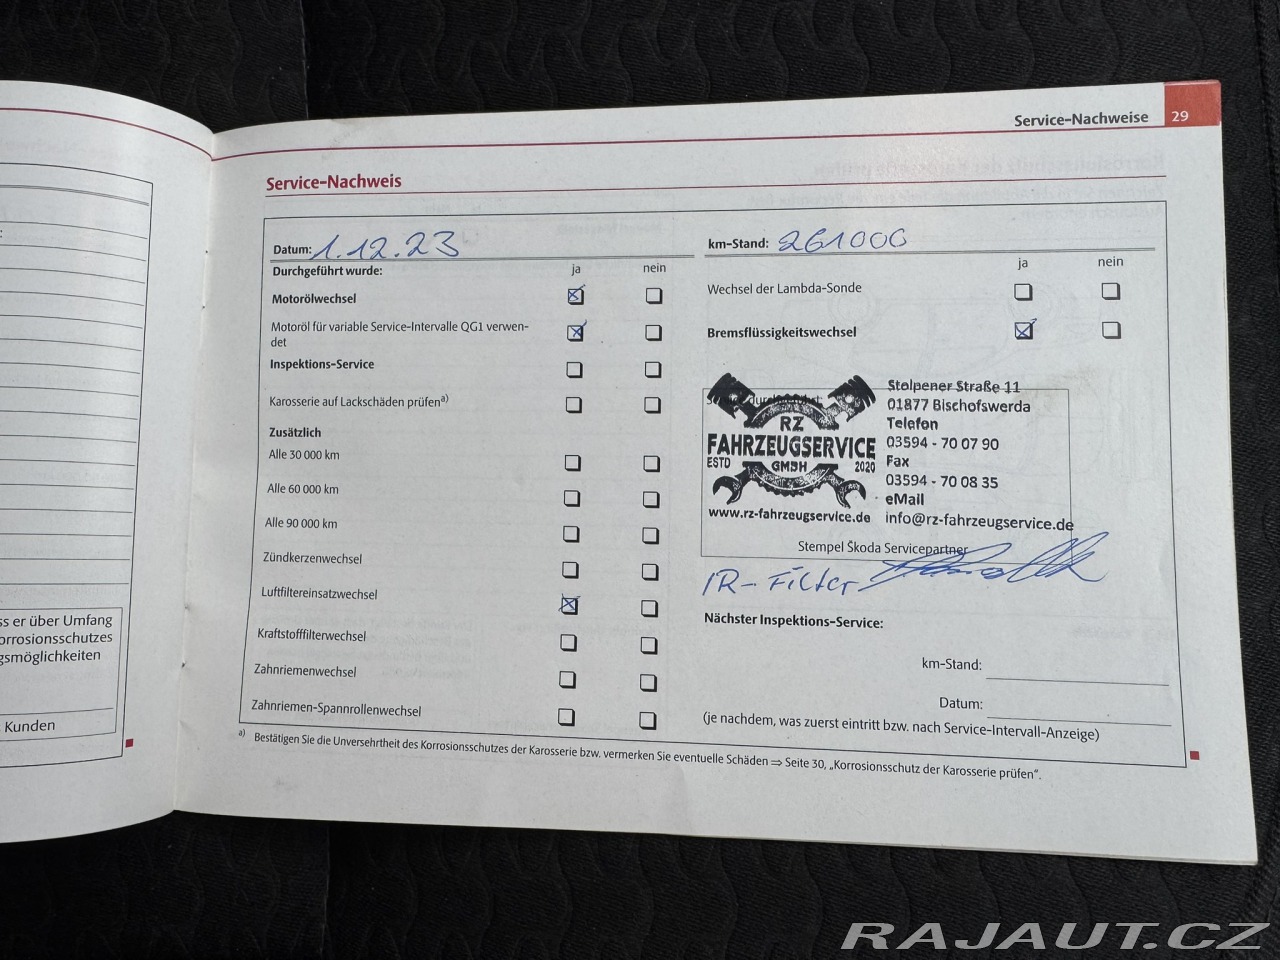 Service-Nachweise 29
Service-Nachweis
Datum: 1.12.23
km-Stand: 261000
Durchgeführt wurde:
ja nein
Motorölwechsel
Motoröl für variable Service-Intervalle QG1 verwen-
det
Inspektions-Service
Karosserie auf Lackschäden prüfen a)
Zusätzlich
Alle 30 000 km
Alle 60 000 km
Alle 90 000 km
Zündkerzenwechsel
Luftfiltereinsatzwechsel
Kraftstofffilterwechsel
Zahnriemenwechsel
Zahnriemen-Spannrollenwechsel
ja nein
Wechsel der Lambda-Sonde
Bremsflüssigkeitswechsel
RZ
FAHRZEUGSERVICE
ESTD GMBH 2020
www.rz-fahrzeugservice.de
Stolpener Straße 11
01877 Bischofswerda
Telefon
03594 - 70 07 90
Fax
03594 - 70 08 35
eMail
info@rz-fahrzeugservice.de
Stempel Škoda Servicepartner
IR-Filter
Nächster Inspektions-Service:
km-Stand:
Datum:
(je nachdem, was zuerst eintritt bzw. nach Service-Intervall-Anzeige)
a) Bestätigen Sie die Unversehrtheit des Korrosionsschutzes der Karosserie bzw. vermerken Sie eventuelle Schäden ⇒ Seite 30, „Korrosionsschutz der Karosserie prüfen“.
er über Umfang
orrosionsschutzes
gsmöglichkeiten
Kunden
RAJAUT.CZ